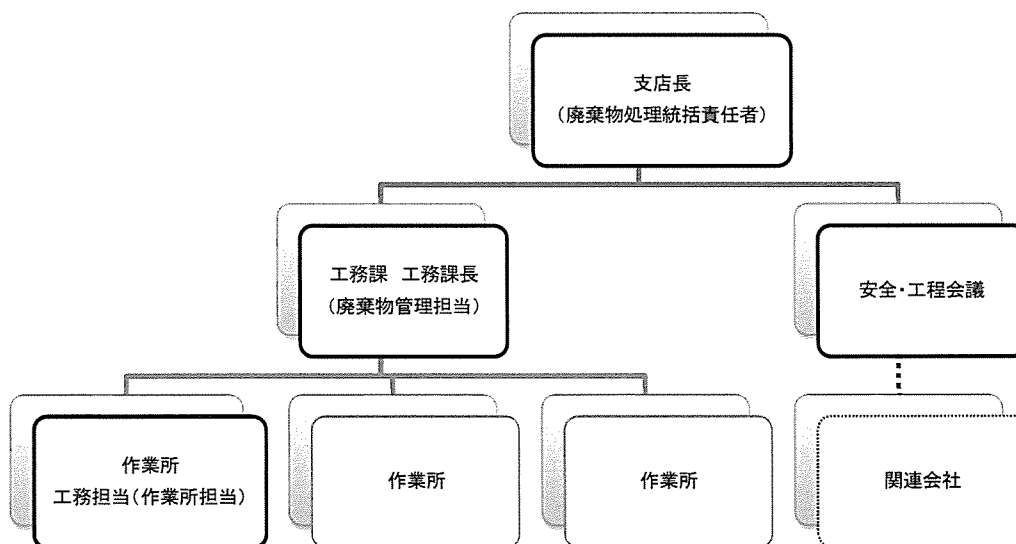 支店長
(廃棄物処理統括責任者)
工務課 工務課長
(廃棄物管理担当)
安全・工程会議
作業所
工務担当(作業所担当)
作業所
作業所
関連会社